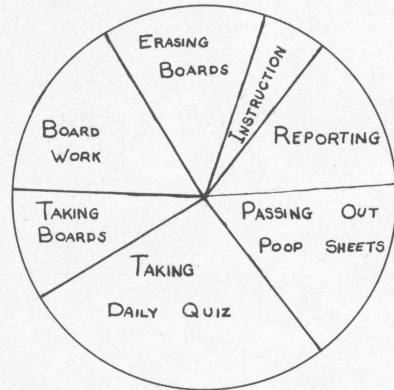 ERASING
BOARDS
INSTRUCTION
REPORTING
BOARD
WORK
TAKING
BOARDS
PASSING OUT
POOP SHEETS
TAKING
DAILY QUIZ